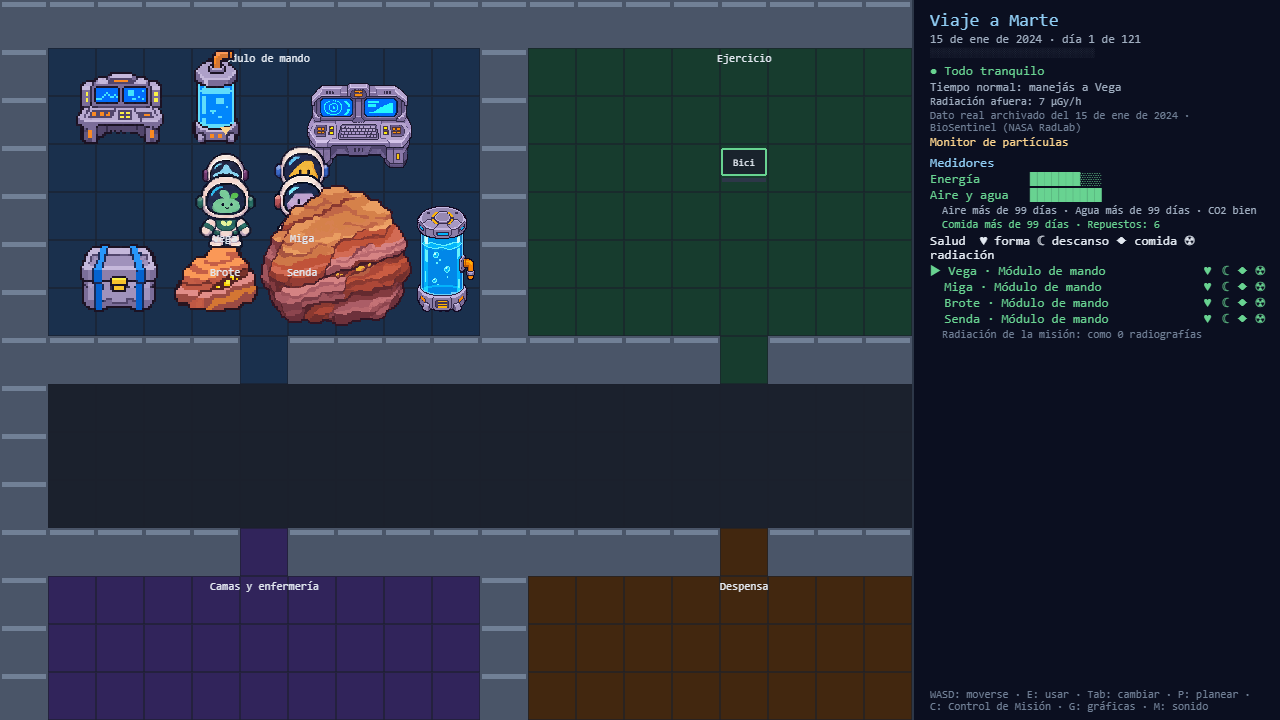 ulo de mando
Ejercicio
Bici
Miga
Brote
Senda
Camas y enfermería
Despensa
Viaje a Marte
15 de ene de 2024 · día 1 de 121
● Todo tranquilo
Tiempo normal: manejás a Vega
Radiación afuera: 7 µGy/h
Dato real archivado del 15 de ene de 2024 ·
BioSentinel (NASA RadLab)
Monitor de partículas
Medidores
Energía
Aire y agua
Aire más de 99 días · Agua más de 99 días · CO2 bien
Comida más de 99 días · Repuestos: 6
Salud ♥ forma ☾ descanso ◆ comida ☢
radiación
▶ Vega · Módulo de mando ♥ ☾ ◆ ☢
Miga · Módulo de mando ♥ ☾ ◆ ☢
Brote · Módulo de mando ♥ ☾ ◆ ☢
Senda · Módulo de mando ♥ ☾ ◆ ☢
Radiación de la misión: como 0 radiografías
WASD: moverse · E: usar · Tab: cambiar · P: planear ·
C: Control de Misión · G: gráficas · M: sonido